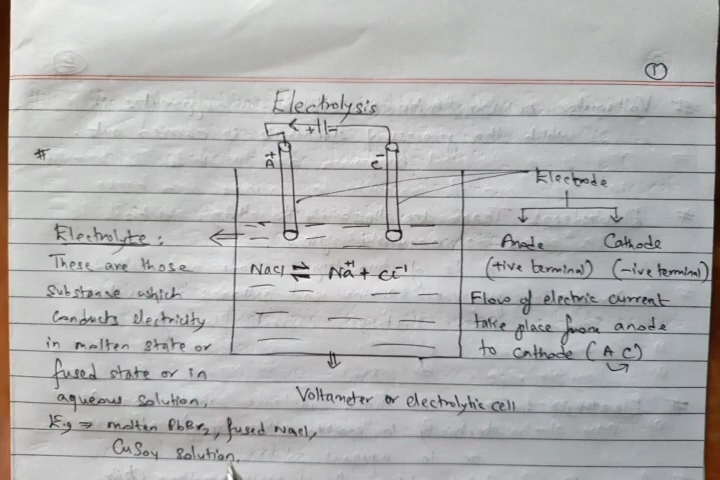 1
Electrolysis
+ -
#
A+
C-
Electrode
Anode Cathode
(+ive terminal) (-ive terminal)
Electrolyte:
These are those
substance which
conducts electricity
in molten state or
fused state or in
aqueous solution.
E.g ⇒ molten PbBr2, fused NaCl,
CuSO4 solution.
NaCl ⇌ Na+1 + Cl-1
Flow of electric current
take place from anode
to cathode (A C)
Voltameter or electrolytic cell